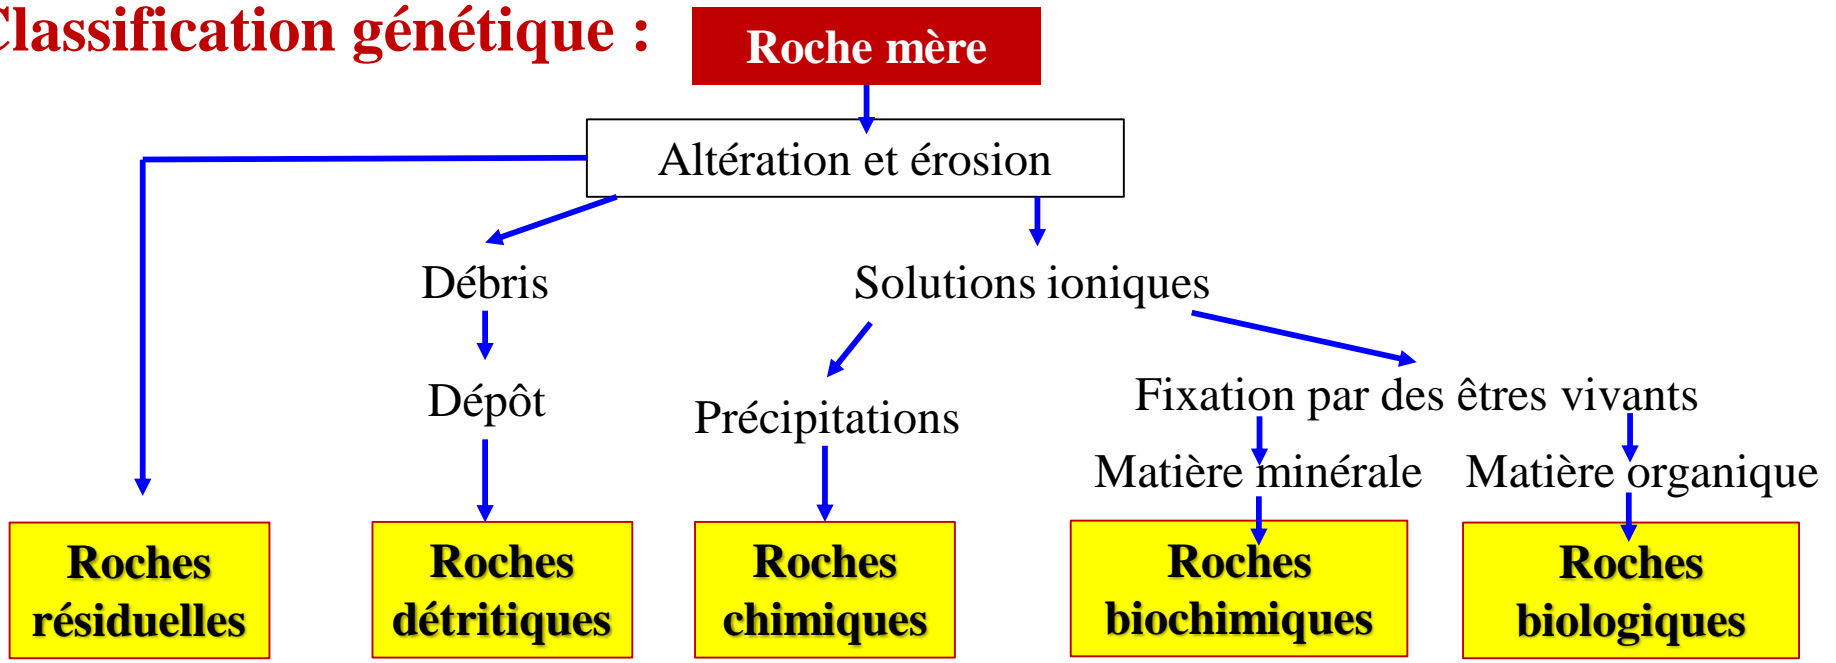 Classification génétique :
Roche mère
Altération et érosion
Débris
Solutions ioniques
Dépôt
Précipitations
Fixation par des êtres vivants
Matière minérale
Matière organique
Roches
résiduelles
Roches
détritiques
Roches
chimiques
Roches
biochimiques
Roches
biologiques